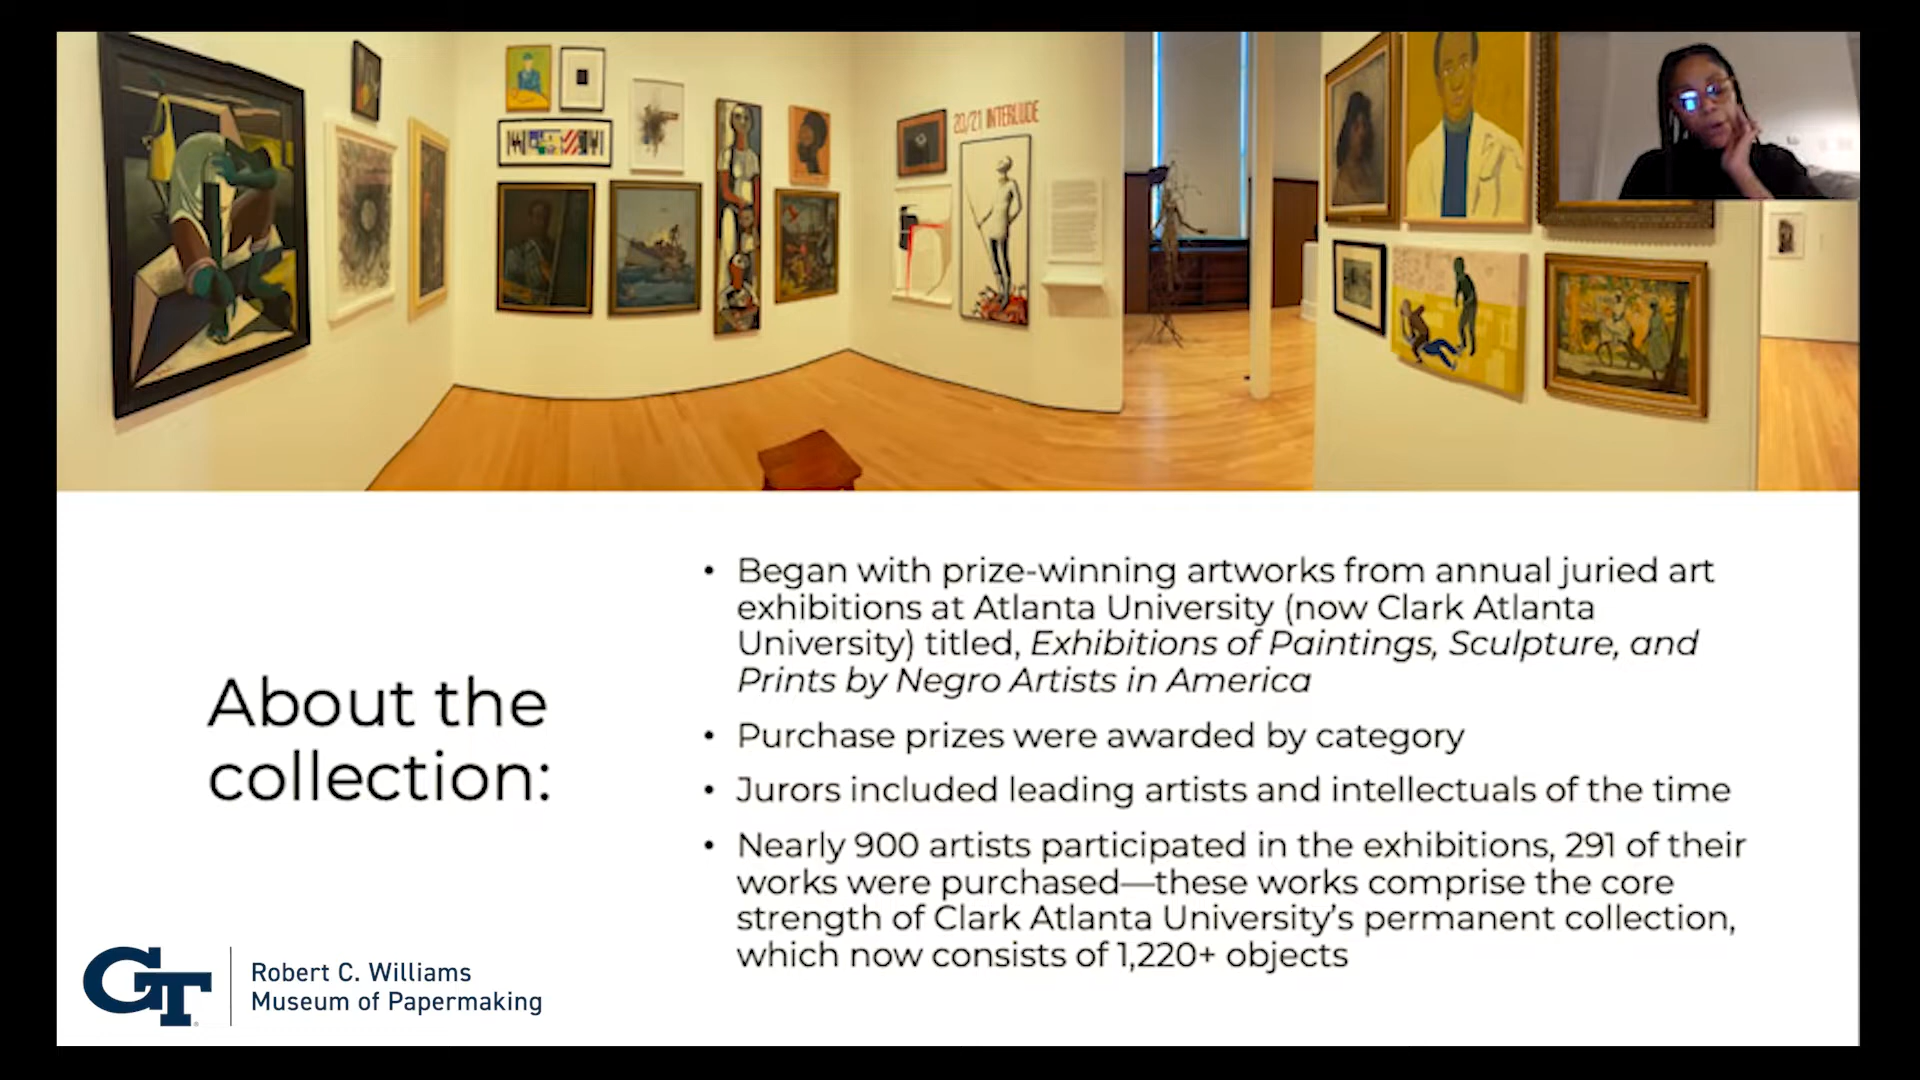 20/21 INTERLUDE
• Began with prize-winning artworks from annual juried art
exhibitions at Atlanta University (now Clark Atlanta
University) titled, Exhibitions of Paintings, Sculpture, and
Prints by Negro Artists in America
• Purchase prizes were awarded by category
• Jurors included leading artists and intellectuals of the time
• Nearly 900 artists participated in the exhibitions, 291 of their
works were purchased—these works comprise the core
strength of Clark Atlanta University’s permanent collection,
which now consists of 1,220+ objects
About the
collection:
GT
Robert C. Williams
Museum of Papermaking